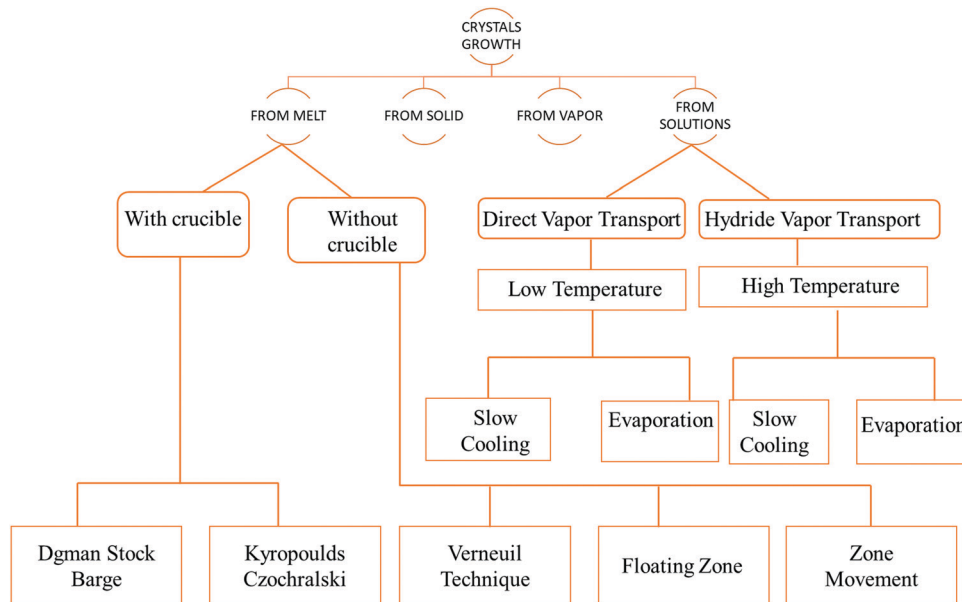 CRYSTALS
GROWTH
FROM MELT
FROM SOLID
FROM VAPOR
FROM
SOLUTIONS
With crucible
Without
crucible
Direct Vapor Transport
Hydride Vapor Transport
Low Temperature
High Temperature
Slow
Cooling
Evaporation
Slow
Cooling
Evaporation
Dgman Stock
Barge
Kyropoulds
Czochralski
Verneuil
Technique
Floating Zone
Zone
Movement